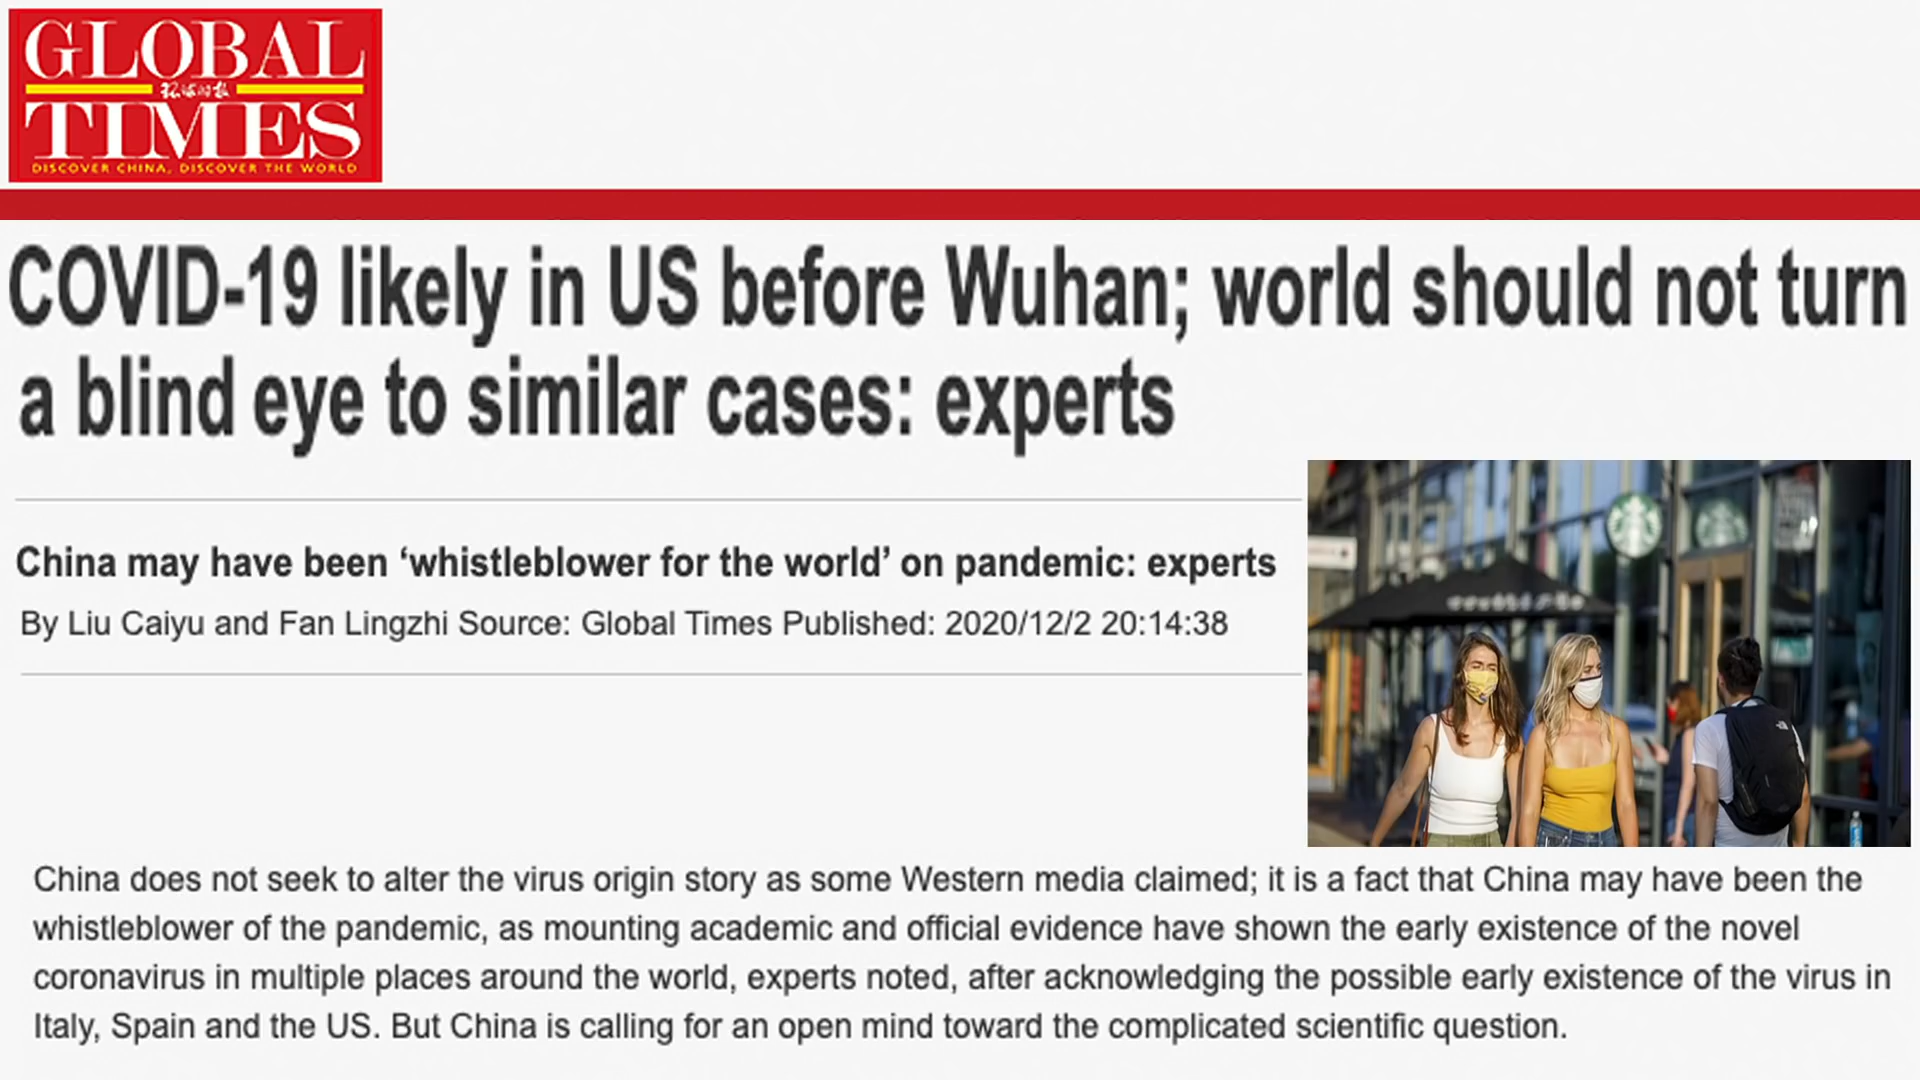 GLOBAL
环球时报
TIMES
DISCOVER CHINA, DISCOVER THE WORLD
COVID-19 likely in US before Wuhan; world should not turn
a blind eye to similar cases: experts
China may have been ‘whistleblower for the world’ on pandemic: experts
By Liu Caiyu and Fan Lingzhi Source: Global Times Published: 2020/12/2 20:14:38
China does not seek to alter the virus origin story as some Western media claimed; it is a fact that China may have been the
whistleblower of the pandemic, as mounting academic and official evidence have shown the early existence of the novel
coronavirus in multiple places around the world, experts noted, after acknowledging the possible early existence of the virus in
Italy, Spain and the US. But China is calling for an open mind toward the complicated scientific question.